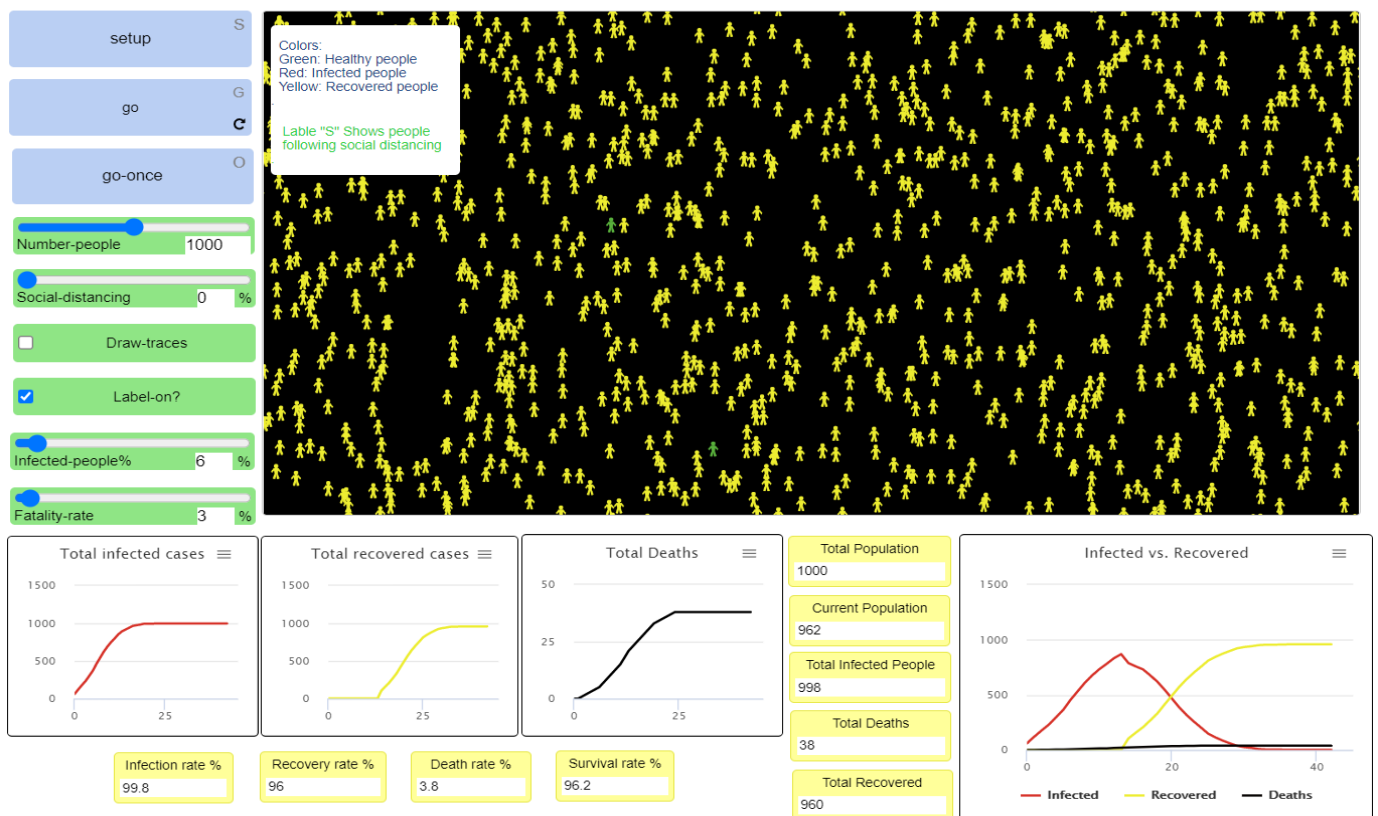 setup
S
go
G
go-once
O
Number-people 1000
Social-distancing 0 %
Draw-traces
Label-on?
Infected-people% 6 %
Fatality-rate 3 %
Colors:
Green: Healthy people
Red: Infected people
Yellow: Recovered people
Lable "S" Shows people
following social distancing
Total infected cases
1500
1000
500
0
0 25
Total recovered cases
1500
1000
500
0
0 25
Total Deaths
50
25
0
0 25
Total Population
1000
Current Population
962
Total Infected People
998
Total Deaths
38
Total Recovered
960
Infected vs. Recovered
1500
1000
500
0
0 20 40
Infected Recovered Deaths
Infection rate %
99.8
Recovery rate %
96
Death rate %
3.8
Survival rate %
96.2